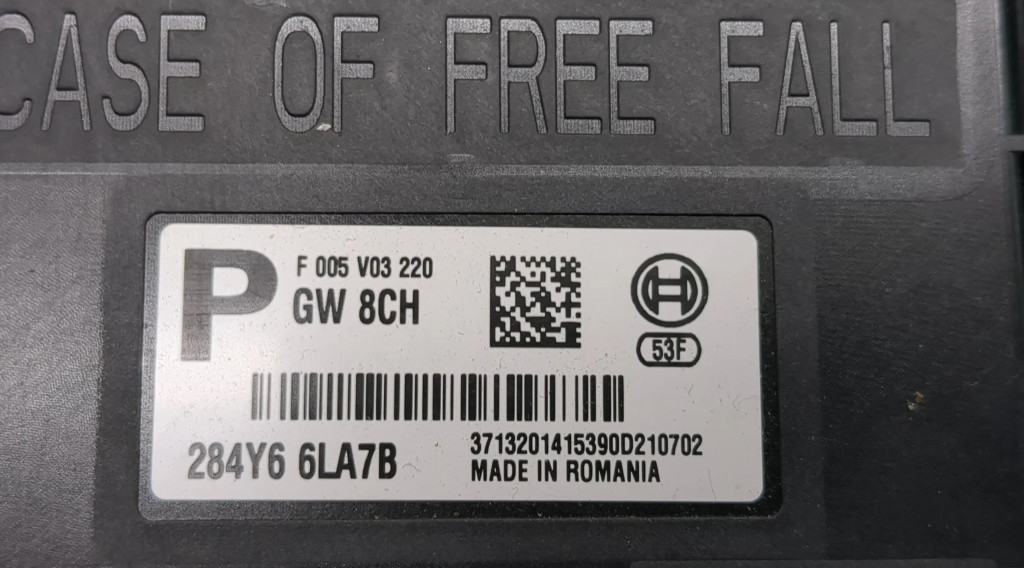 CASE OF FREE FALL
P
F 005 V03 220
GW 8CH
53F
284Y6 6LA7B
3713201415390D210702
MADE IN ROMANIA